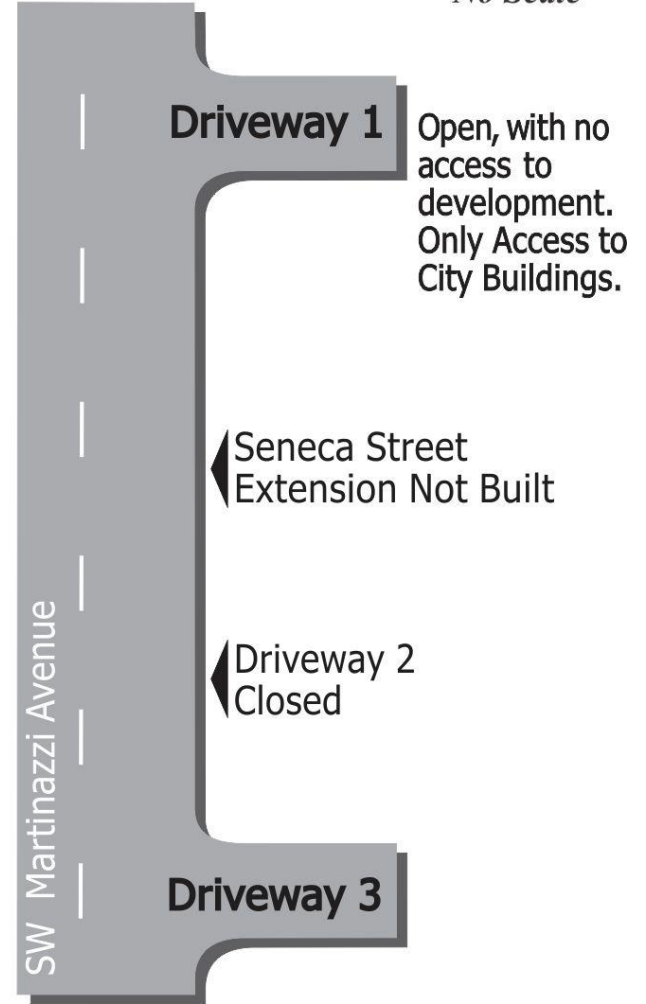 No Scale
Driveway 1
Open, with no
access to
development.
Only Access to
City Buildings.
Seneca Street
Extension Not Built
Driveway 2
Closed
SW Martinazzi Avenue
Driveway 3